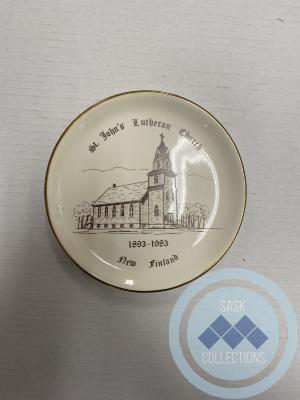 St. John's Lutheran Church
1893-1983
New Finland
SASK
COLLECTIONS